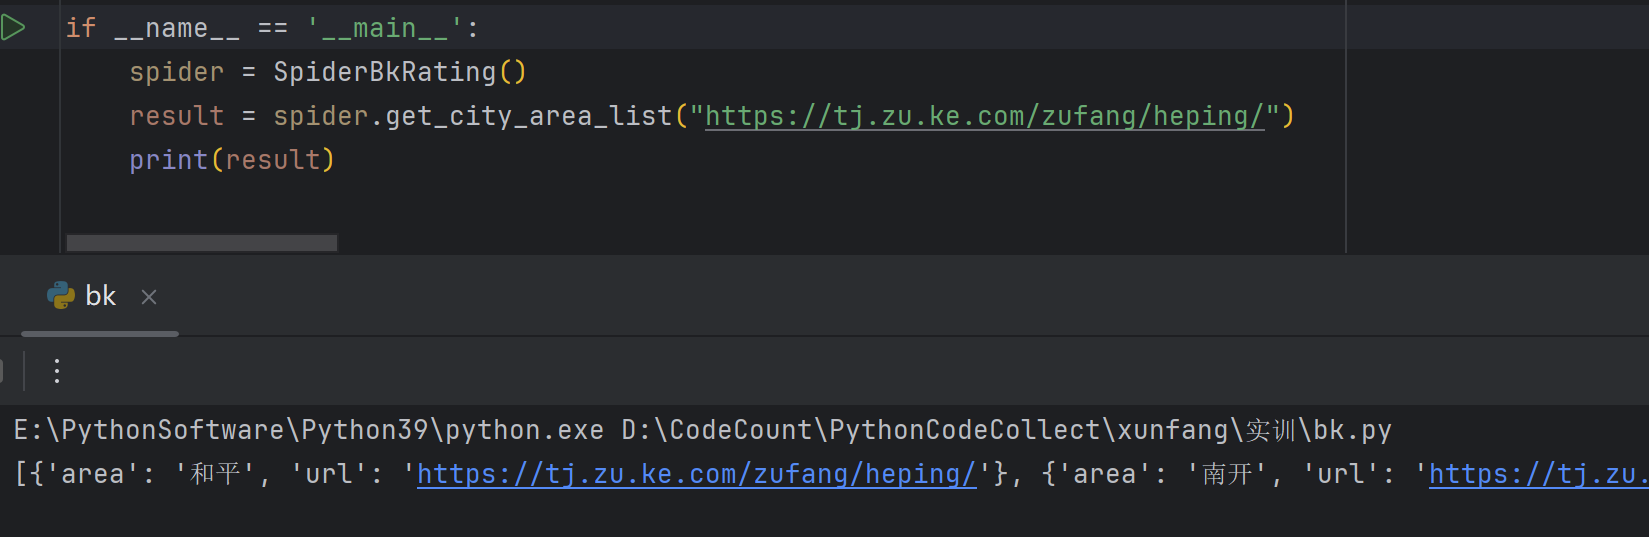 if __name__ == '__main__':
    spider = SpiderBkRating()
    result = spider.get_city_area_list("https://tj.zu.ke.com/zufang/heping/")
    print(result)
bk
E:\PythonSoftware\Python39\python.exe D:\CodeCount\PythonCodeCollect\xunfang\实训\bk.py
[{'area': '和平', 'url': 'https://tj.zu.ke.com/zufang/heping/'}, {'area': '南开', 'url': 'https://tj.zu.